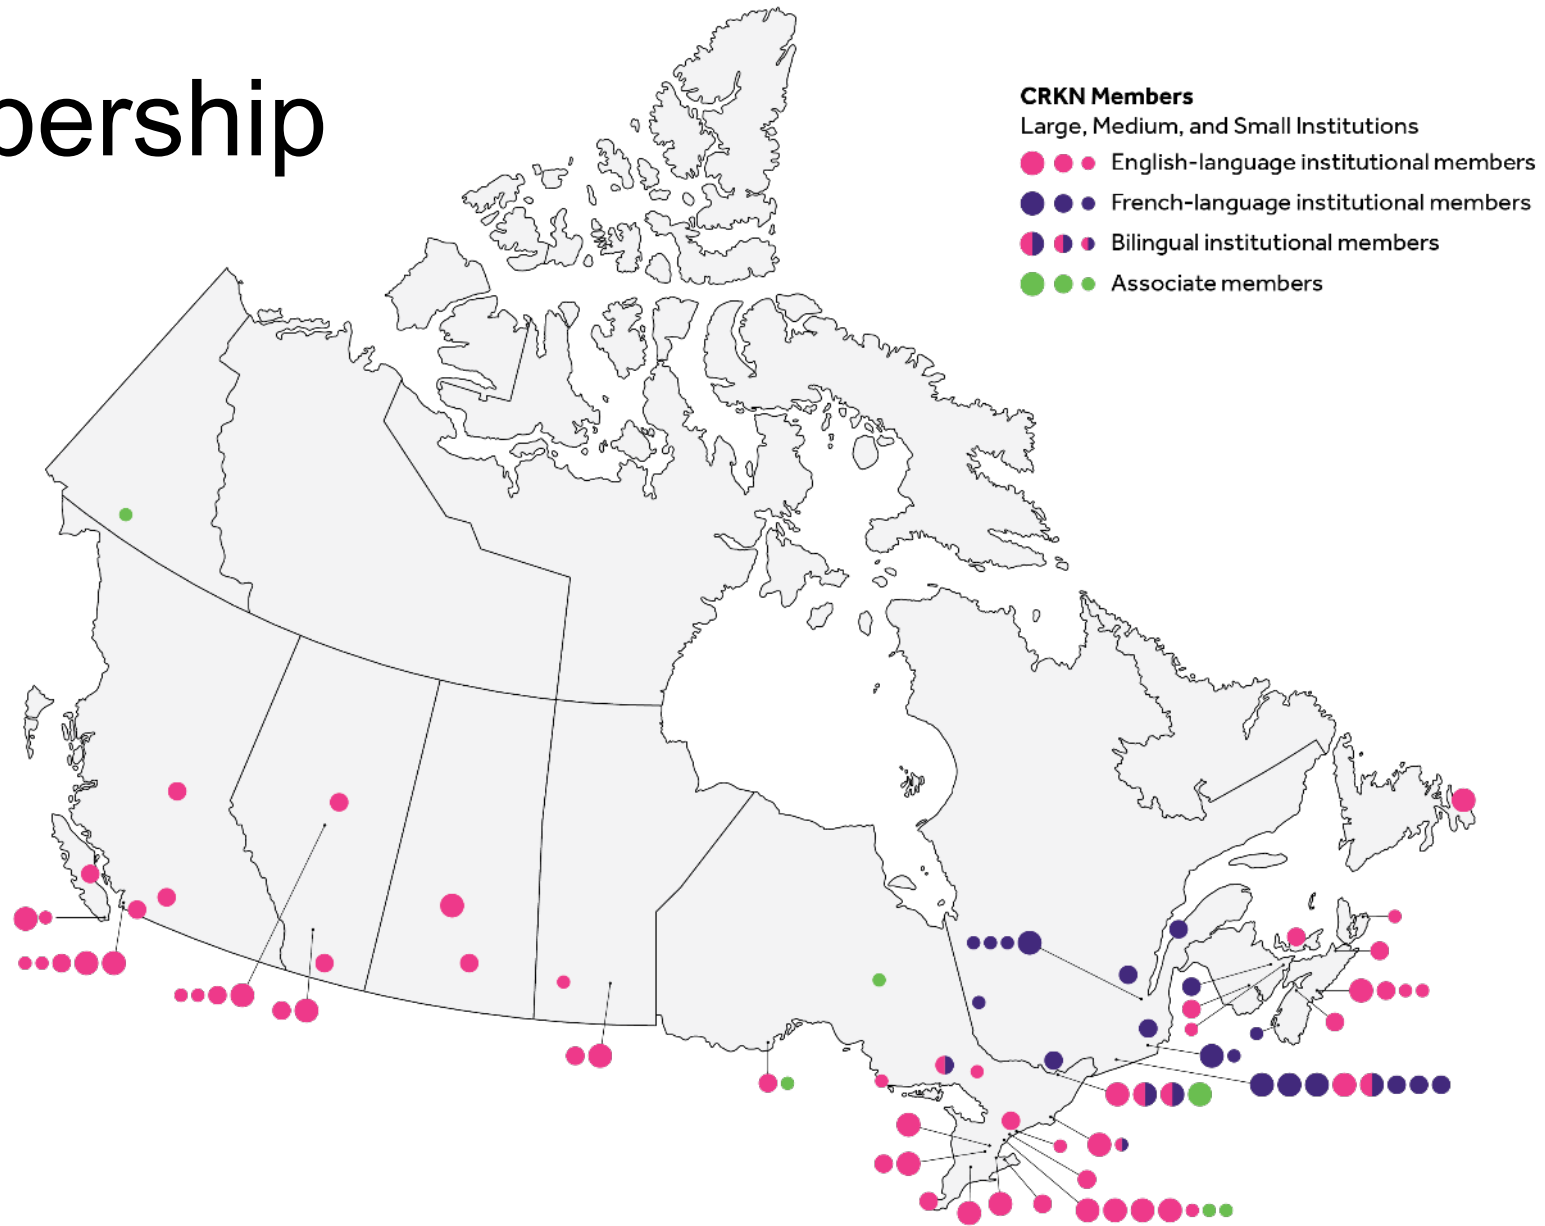 bership
CRKN Members
Large, Medium, and Small Institutions
English-language institutional members
French-language institutional members
Bilingual institutional members
Associate members